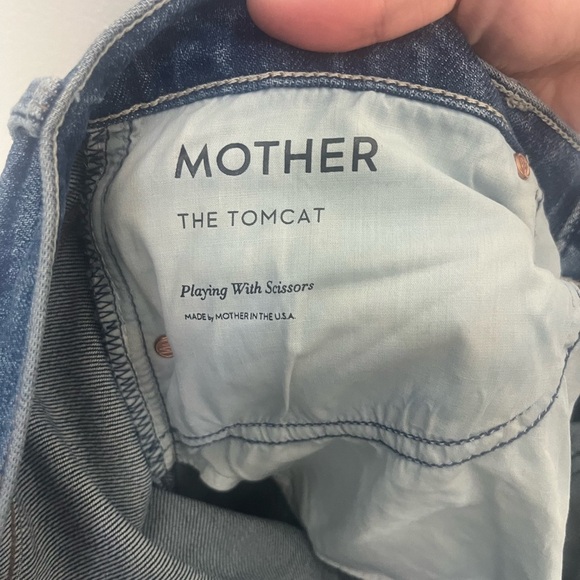 MOTHER
THE TOMCAT
Playing With Scissors
MADE by MOTHER IN THE U.S.A.